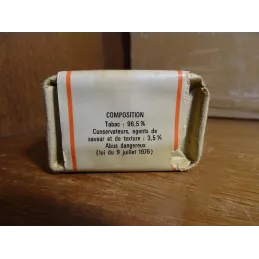 COMPOSITION
Tabac : 96,5 %
Conservateurs, agents de
saveur et de texture : 3,5 %
Abus dangereux
(loi du 9 juillet 1976)